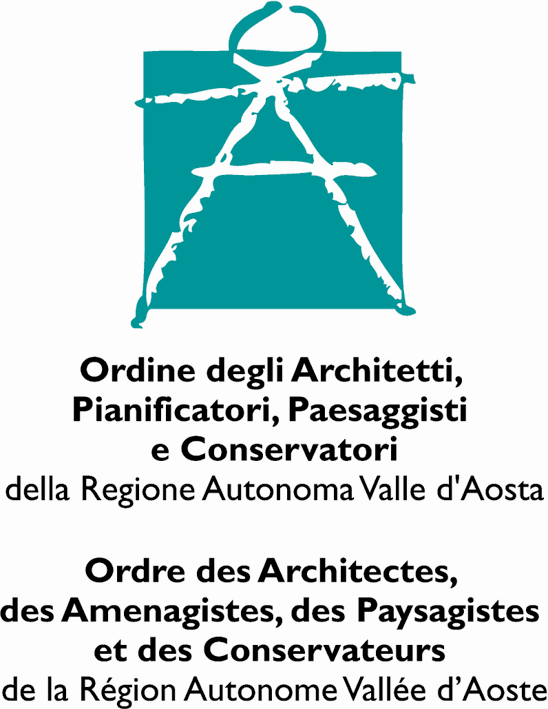 Ordine degli Architetti,
Pianificatori, Paesaggisti
e Conservatori
della Regione Autonoma Valle d'Aosta
Ordre des Architectes,
des Amenagistes, des Paysagistes
et des Conservateurs
de la Région Autonome Vallée d’Aoste